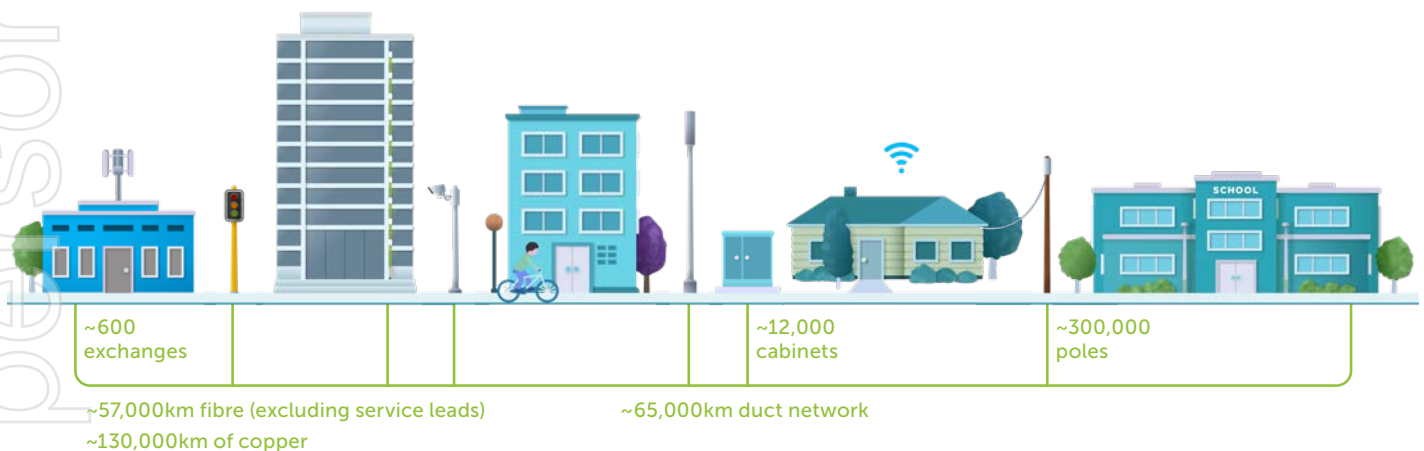 SCHOOL
~600
exchanges
~12,000
cabinets
~300,000
poles
~57,000km fibre (excluding service leads)
~65,000km duct network
~130,000km of copper